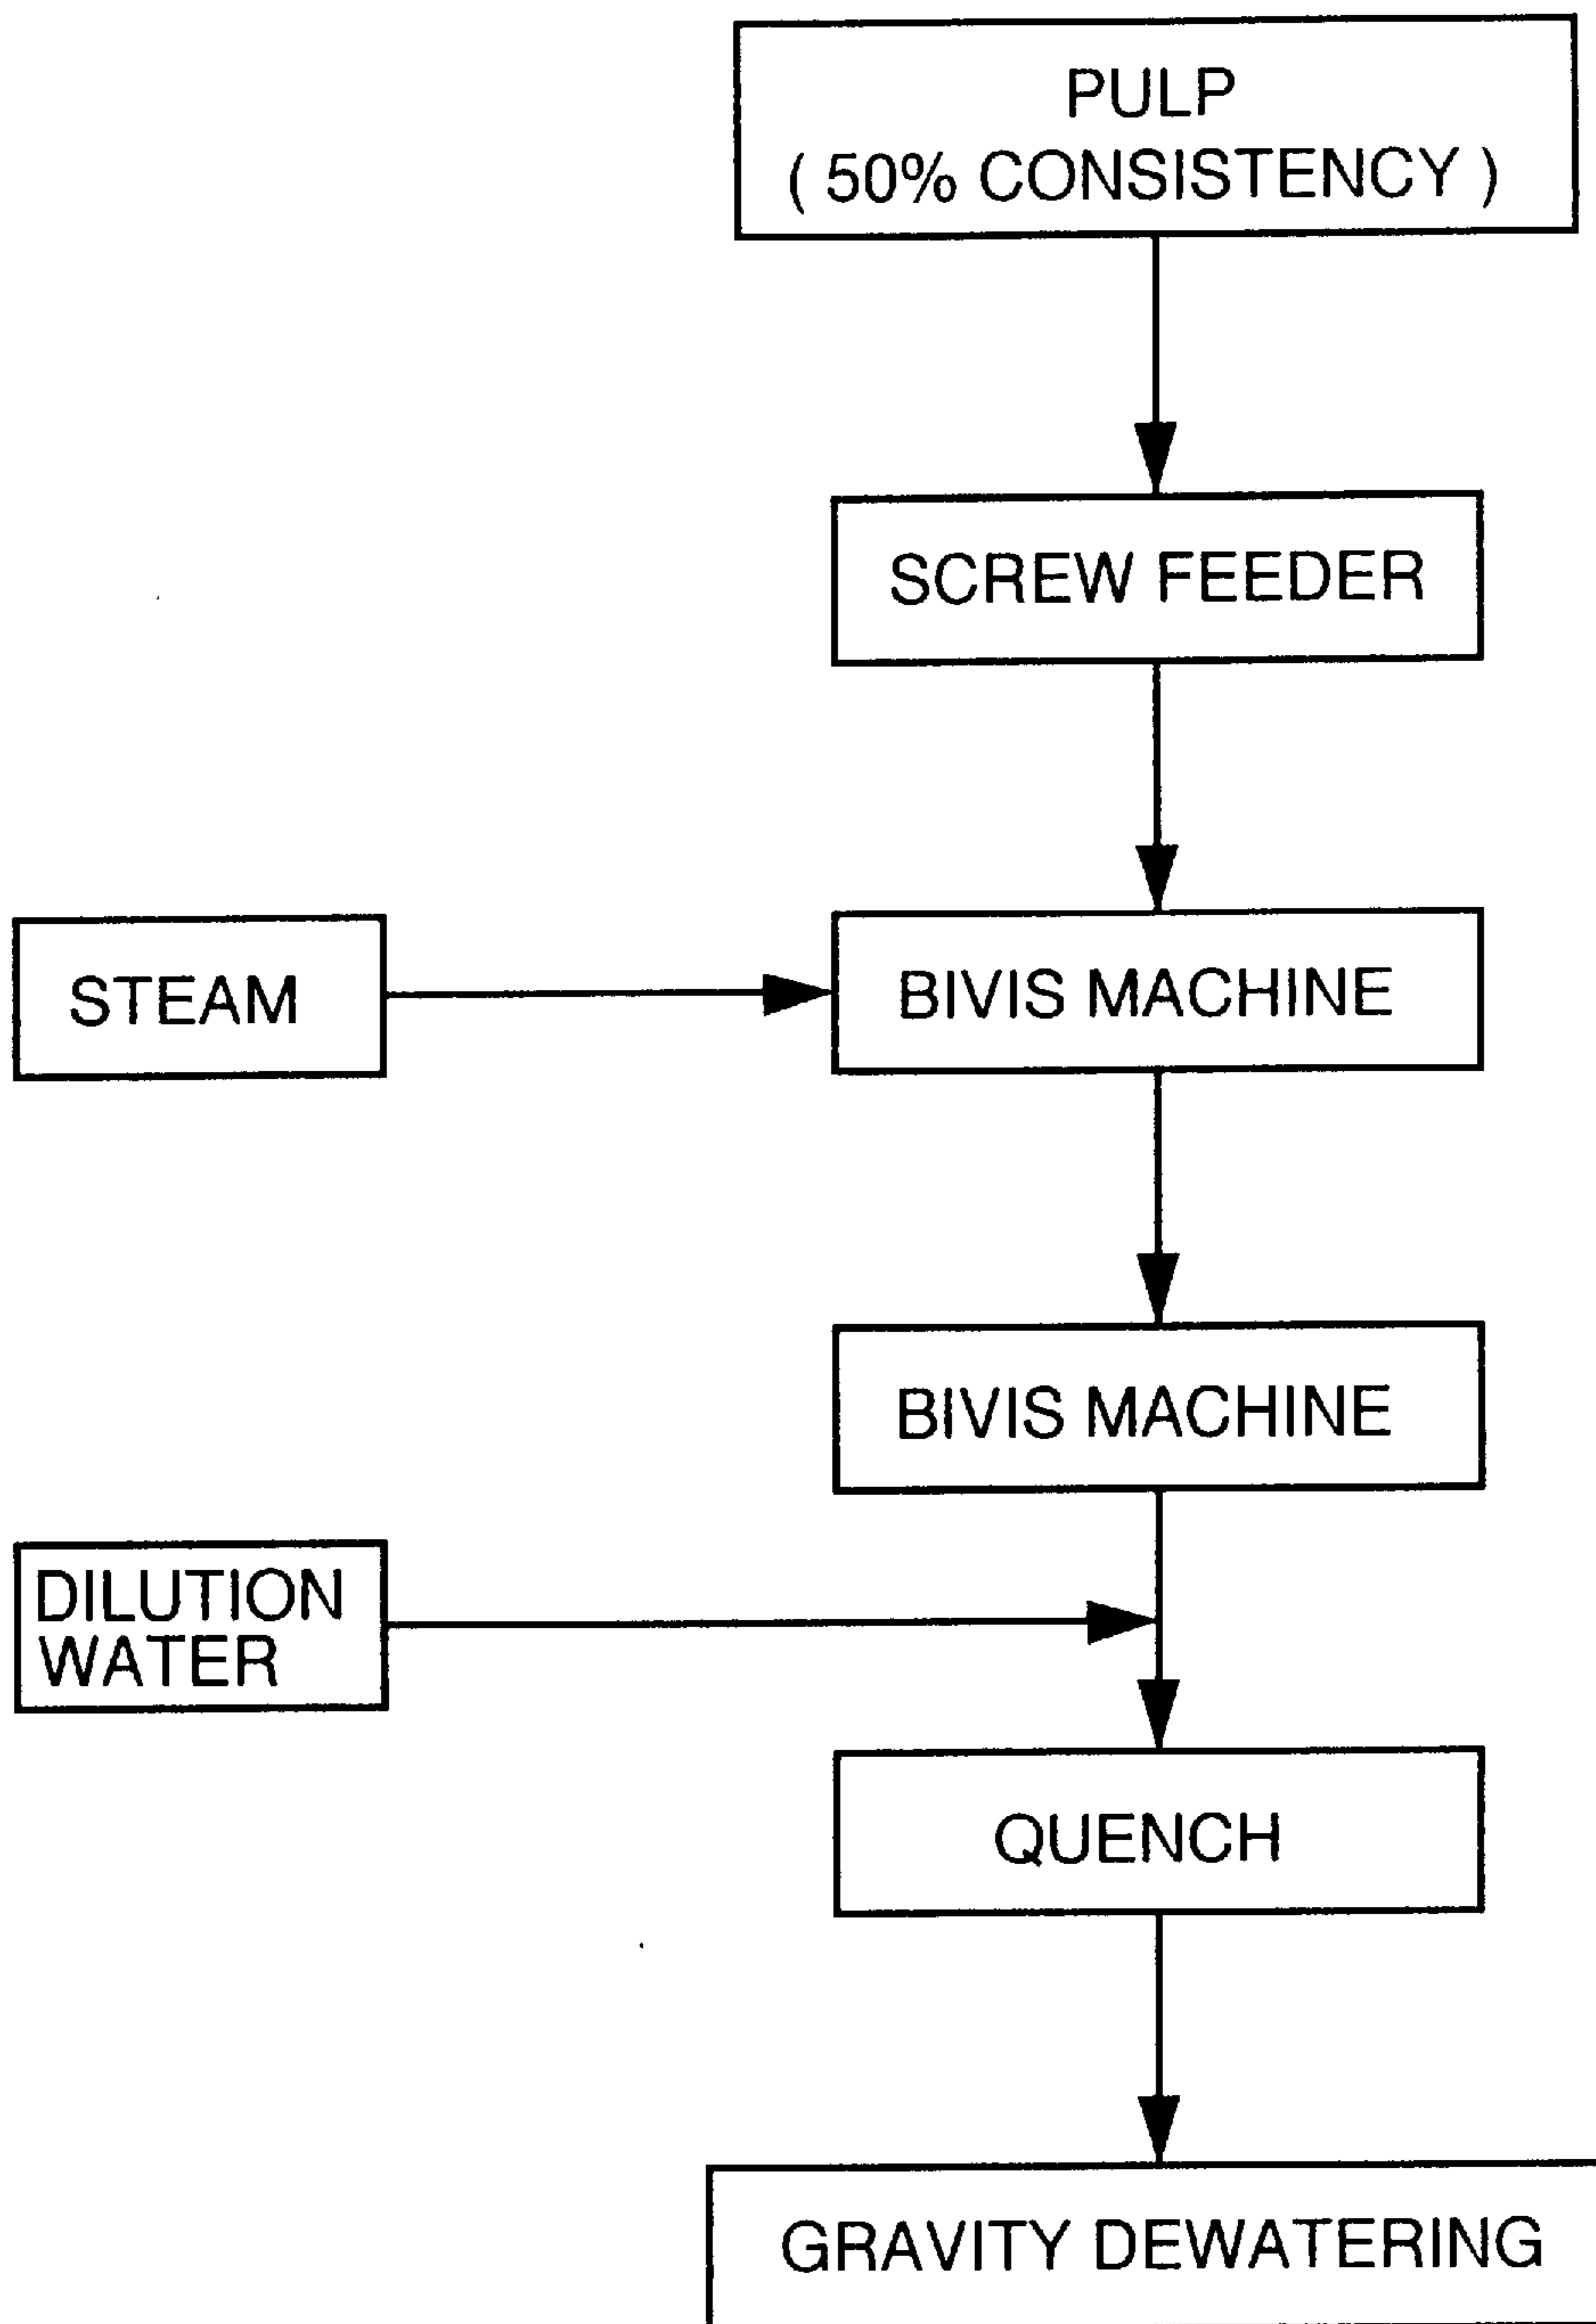 PULP
( 50% CONSISTENCY )
SCREW FEEDER
STEAM
BIVIS MACHINE
BIVIS MACHINE
DILUTION
WATER
QUENCH
GRAVITY DEWATERING